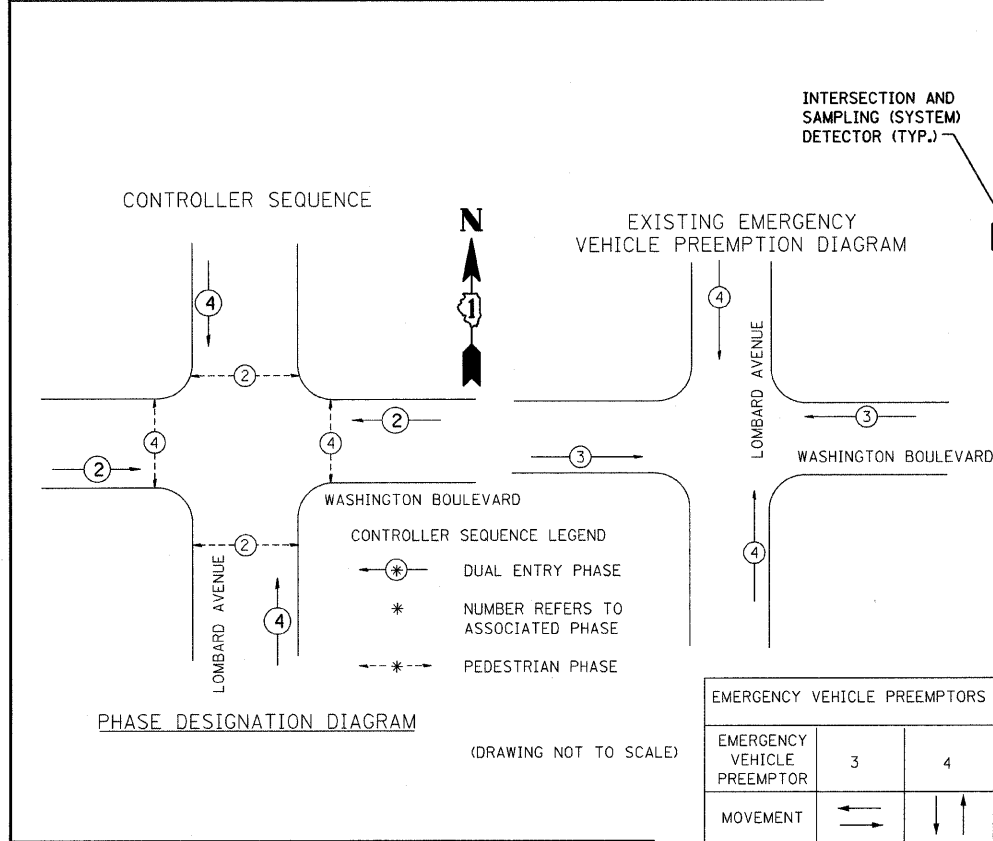 INTERSECTION AND
SAMPLING (SYSTEM)
DETECTOR (TYP.)
CONTROLLER SEQUENCE
N
1
EXISTING EMERGENCY
VEHICLE PREEMPTION DIAGRAM
4
2
4
4
2
2
WASHINGTON BOULEVARD
2
LOMBARD AVENUE
4
CONTROLLER SEQUENCE LEGEND
* DUAL ENTRY PHASE
* NUMBER REFERS TO
ASSOCIATED PHASE
* PEDESTRIAN PHASE
PHASE DESIGNATION DIAGRAM
4
LOMBARD AVENUE
3
3
WASHINGTON BOULEVARD
4
(DRAWING NOT TO SCALE)
EMERGENCY VEHICLE PREEMPTORS
EMERGENCY
VEHICLE
PREEMPTOR
3
4
MOVEMENT